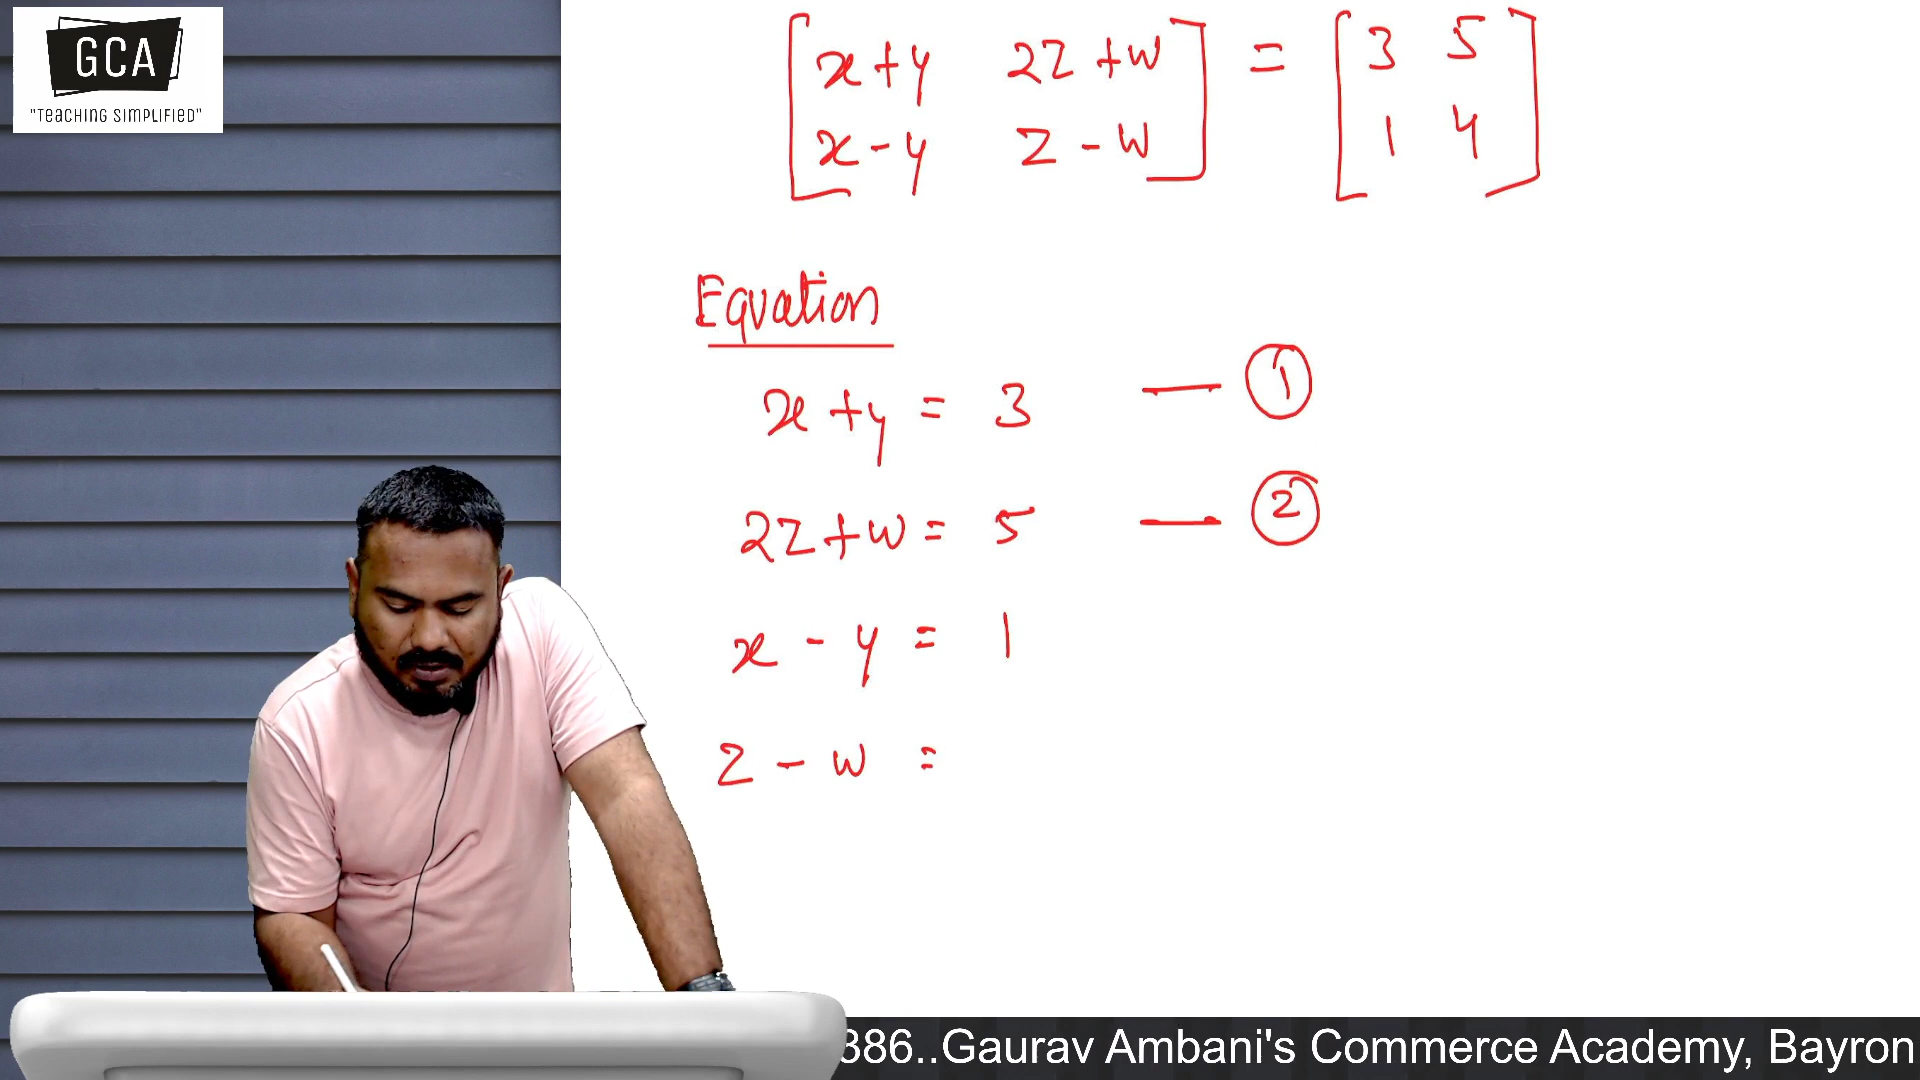 GCA
"TEACHING SIMPLIFIED"
[x+y 2z+w] = [3 5]
[x-y z-w] [1 4]
Equation
x+y = 3 — ①
2z+w = 5 — ②
x - y = 1
z - w =
386..Gaurav Ambani's Commerce Academy, Bayron